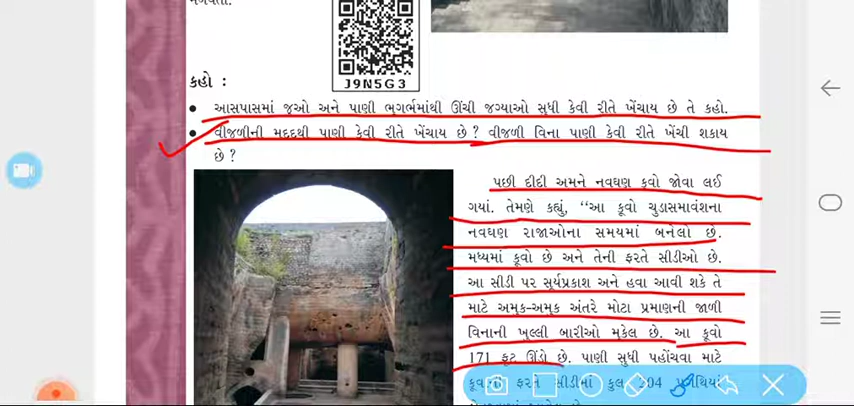 J9N5G3
કહો :
• આસપાસમાં જુઓ અને પાણી ભૂગર્ભમાંથી ઊંચી જગ્યાઓ સુધી કેવી રીતે ખેંચાય છે તે કહો.
• વીજળીની મદદથી પાણી કેવી રીતે ખેંચાય છે ? વીજળી વિના પાણી કેવી રીતે ખેંચી શકાય
છે ?
પછી દીદી અમને નવઘણ કૂવો જોવા લઈ
ગયાં. તેમણે કહ્યું, “આ કૂવો ચુડાસમાવંશના
નવઘણ રાજાઓના સમયમાં બનેલો છે.
મધ્યમાં કૂવો છે અને તેની ફરતે સીડીઓ છે.
આ સીડી પર સૂર્યપ્રકાશ અને હવા આવી શકે તે
માટે અમુક-અમુક અંતરે મોટા પ્રમાણની જાળી
વિનાની ખુલ્લી બારીઓ મૂકેલ છે. આ કૂવો
171 ફૂટ ઊંડો છે. પાણી સુધી પહોંચવા માટે
ફરતે સીડીમાં કુલ 204